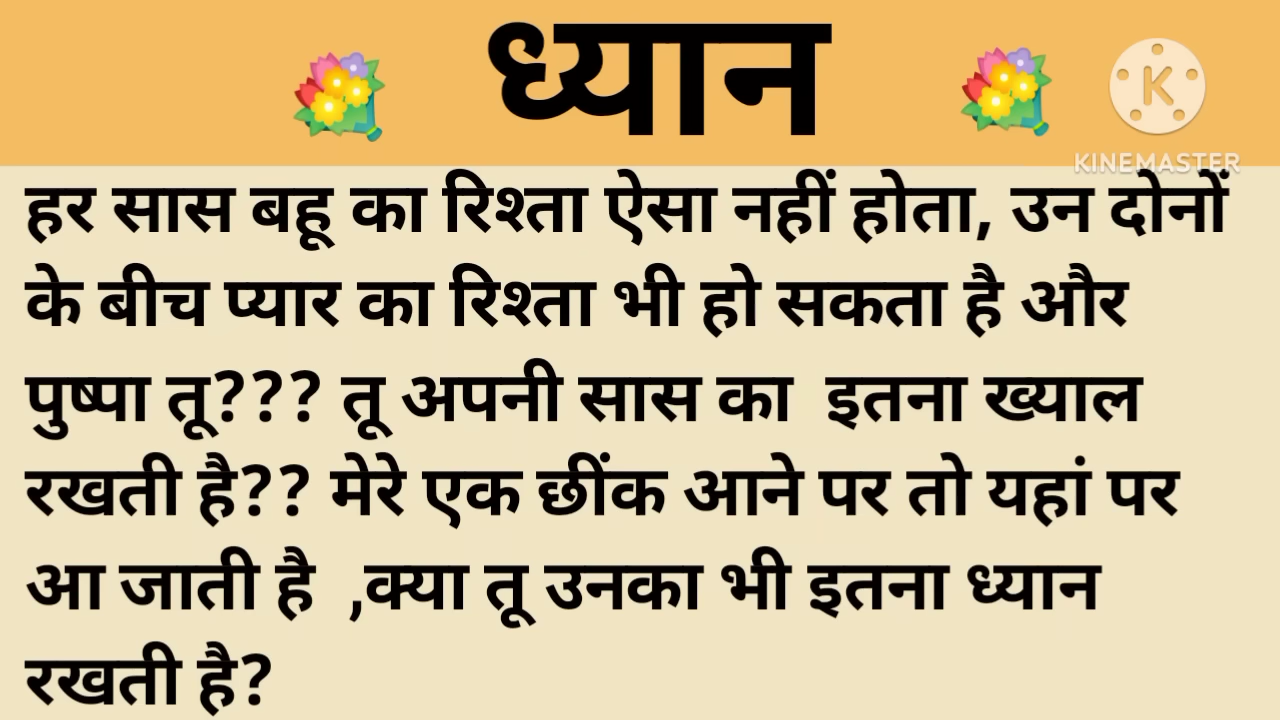 ध्यान
KINEMASTER
हर सास बहू का रिश्ता ऐसा नहीं होता, उन दोनों
के बीच प्यार का रिश्ता भी हो सकता है और
पुष्पा तू??? तू अपनी सास का  इतना ख्याल
रखती है?? मेरे एक छींक आने पर तो यहां पर
आ जाती है  ,क्या तू उनका भी इतना ध्यान
रखती है?